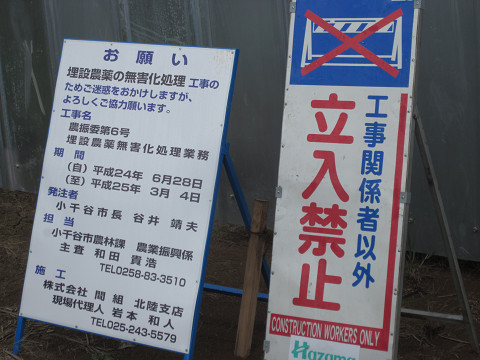 お願い
埋設農薬の無害化処理工事の
ためご迷惑をおかけしますが、
よろしくご協力願います。
工事名
農振委第6号
埋設農薬無害化処理業務
期間
(自)平成24年 6月28日
(至)平成25年 3月 4日
発注者
小千谷市長 谷井 靖夫
担当
小千谷市農林課 農業振興係
主査 和田 貴浩
TEL0258-83-3510
施工
株式会社 間組 北陸支店
現場代理人 岩本 和人
TEL025-243-5579
工事関係者以外
立入禁止
CONSTRUCTION WORKERS ONLY
Hazama